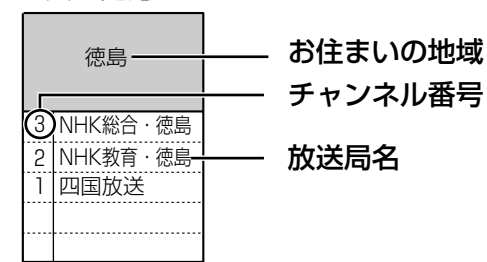 徳島
お住まいの地域
チャンネル番号
3 NHK総合・徳島
2 NHK教育・徳島
放送局名
1 四国放送